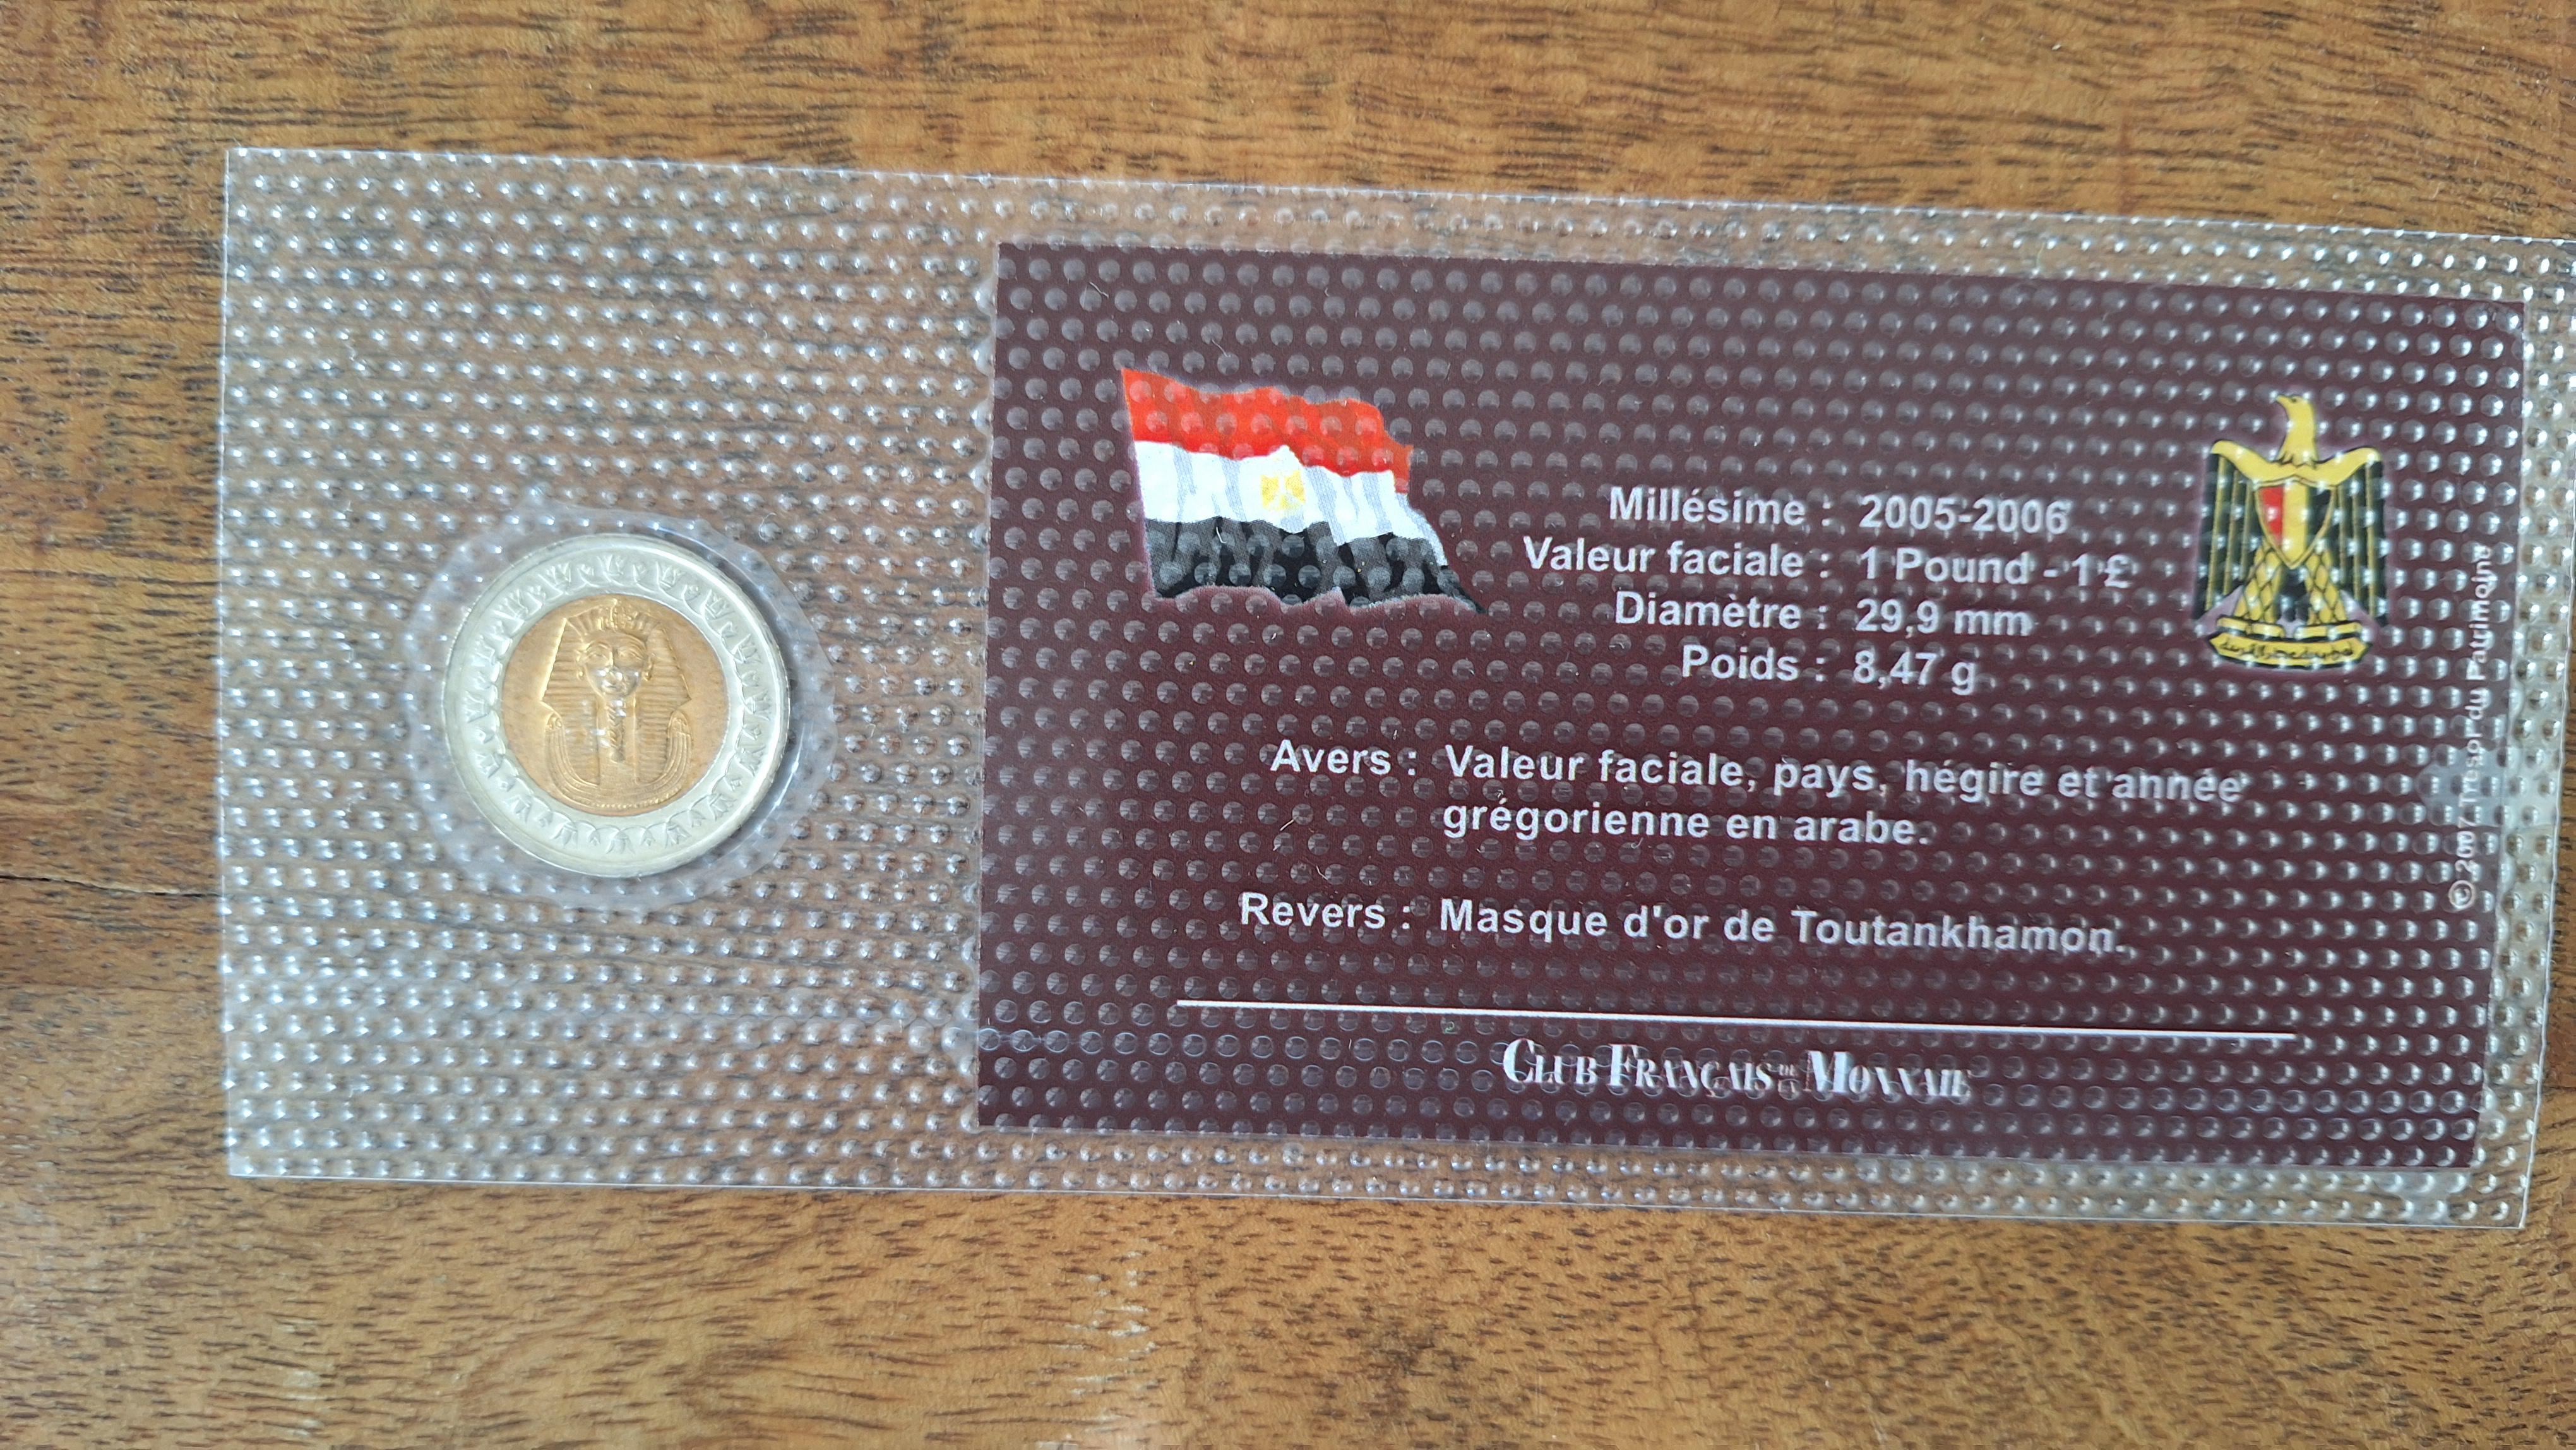 Millésime : 2005-2006
Valeur faciale : 1 Pound - 1 £
Diamètre : 29,9 mm
Poids : 8,47 g
Avers : Valeur faciale, pays, hégire et année
grégorienne en arabe.
Revers : Masque d'or de Toutankhamon.
CLUB FRANÇAIS DE LA MONNAIE
© 2007 Trésor du Patrimoine